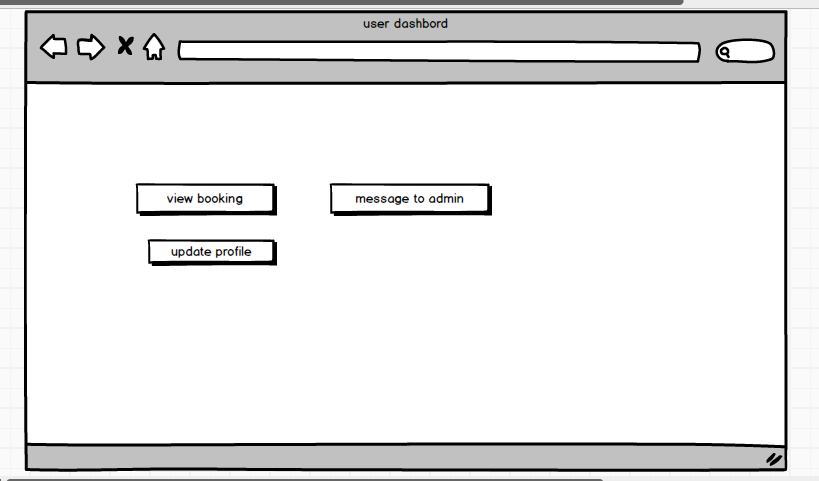 user dashbord
view booking
message to admin
update profile